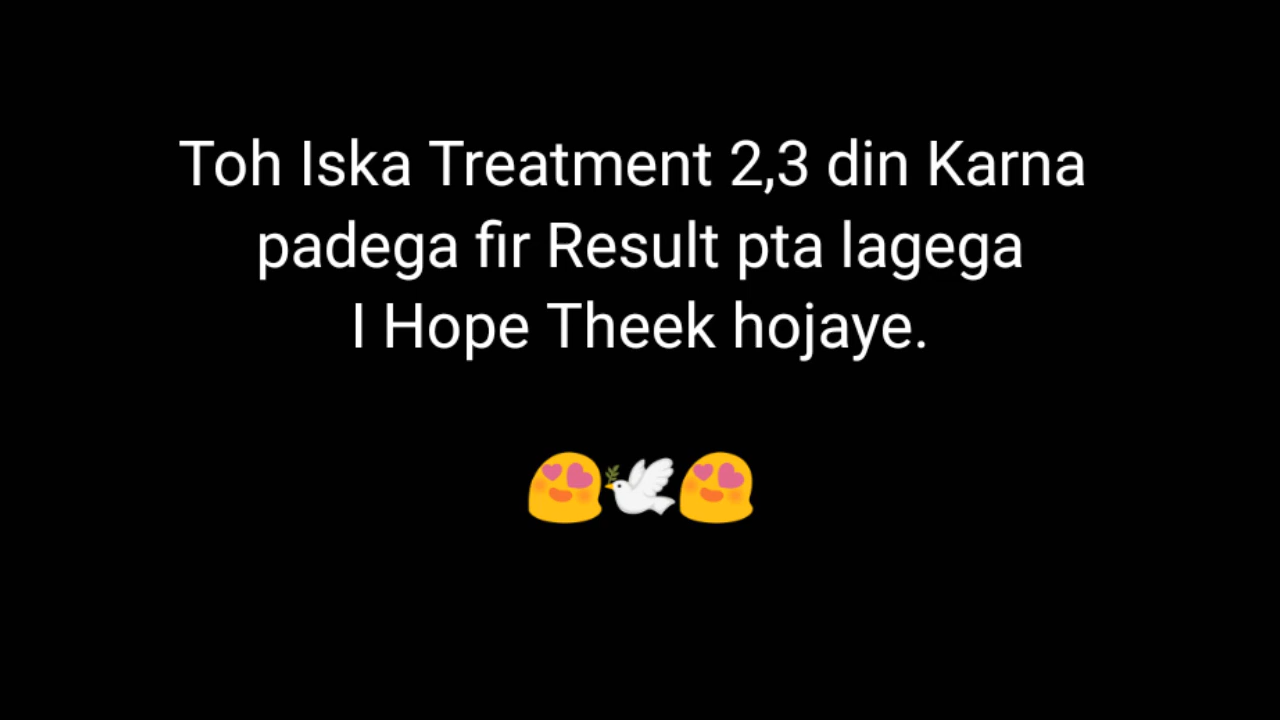 Toh Iska Treatment 2,3 din Karna
padega fir Result pta lagega
I Hope Theek hojaye.
😍🕊️😍